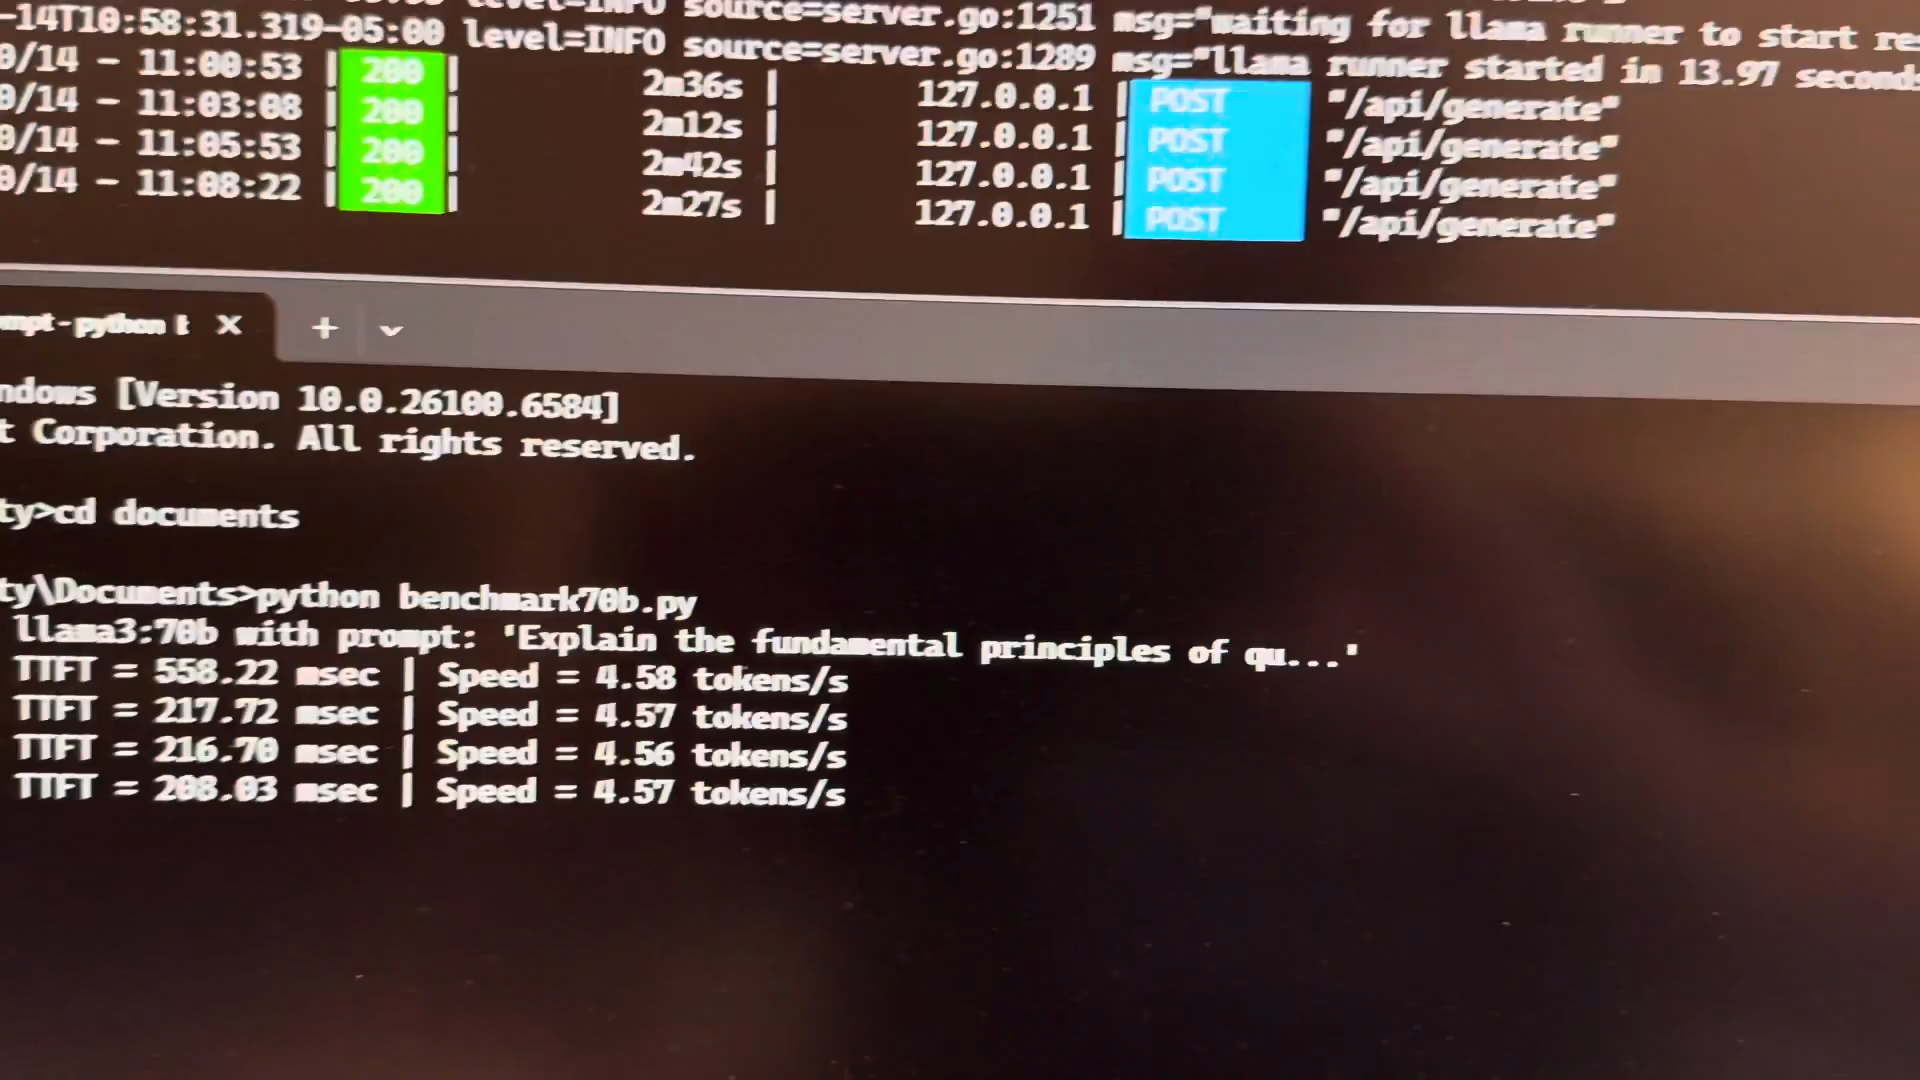 level=INFO source=server.go:1251 msg="waiting for llama runner to start
-14T10:58:31.319-05:00 level=INFO source=server.go:1289 msg="llama runner started in 13.97 seconds
0/14 - 11:00:53 | 200 | 2m36s | 127.0.0.1 | POST "/api/generate"
0/14 - 11:03:08 | 200 | 2m12s | 127.0.0.1 | POST "/api/generate"
0/14 - 11:05:53 | 200 | 2m42s | 127.0.0.1 | POST "/api/generate"
0/14 - 11:08:22 | 200 | 2m27s | 127.0.0.1 | POST "/api/generate"
mpt - python b × +
ndows [Version 10.0.26100.6584]
t Corporation. All rights reserved.
ty>cd documents
ty\Documents>python benchmark70b.py
llama3:70b with prompt: 'Explain the fundamental principles of qu...'
TTFT = 558.22 msec | Speed = 4.58 tokens/s
TTFT = 217.72 msec | Speed = 4.57 tokens/s
TTFT = 216.70 msec | Speed = 4.56 tokens/s
TTFT = 208.03 msec | Speed = 4.57 tokens/s